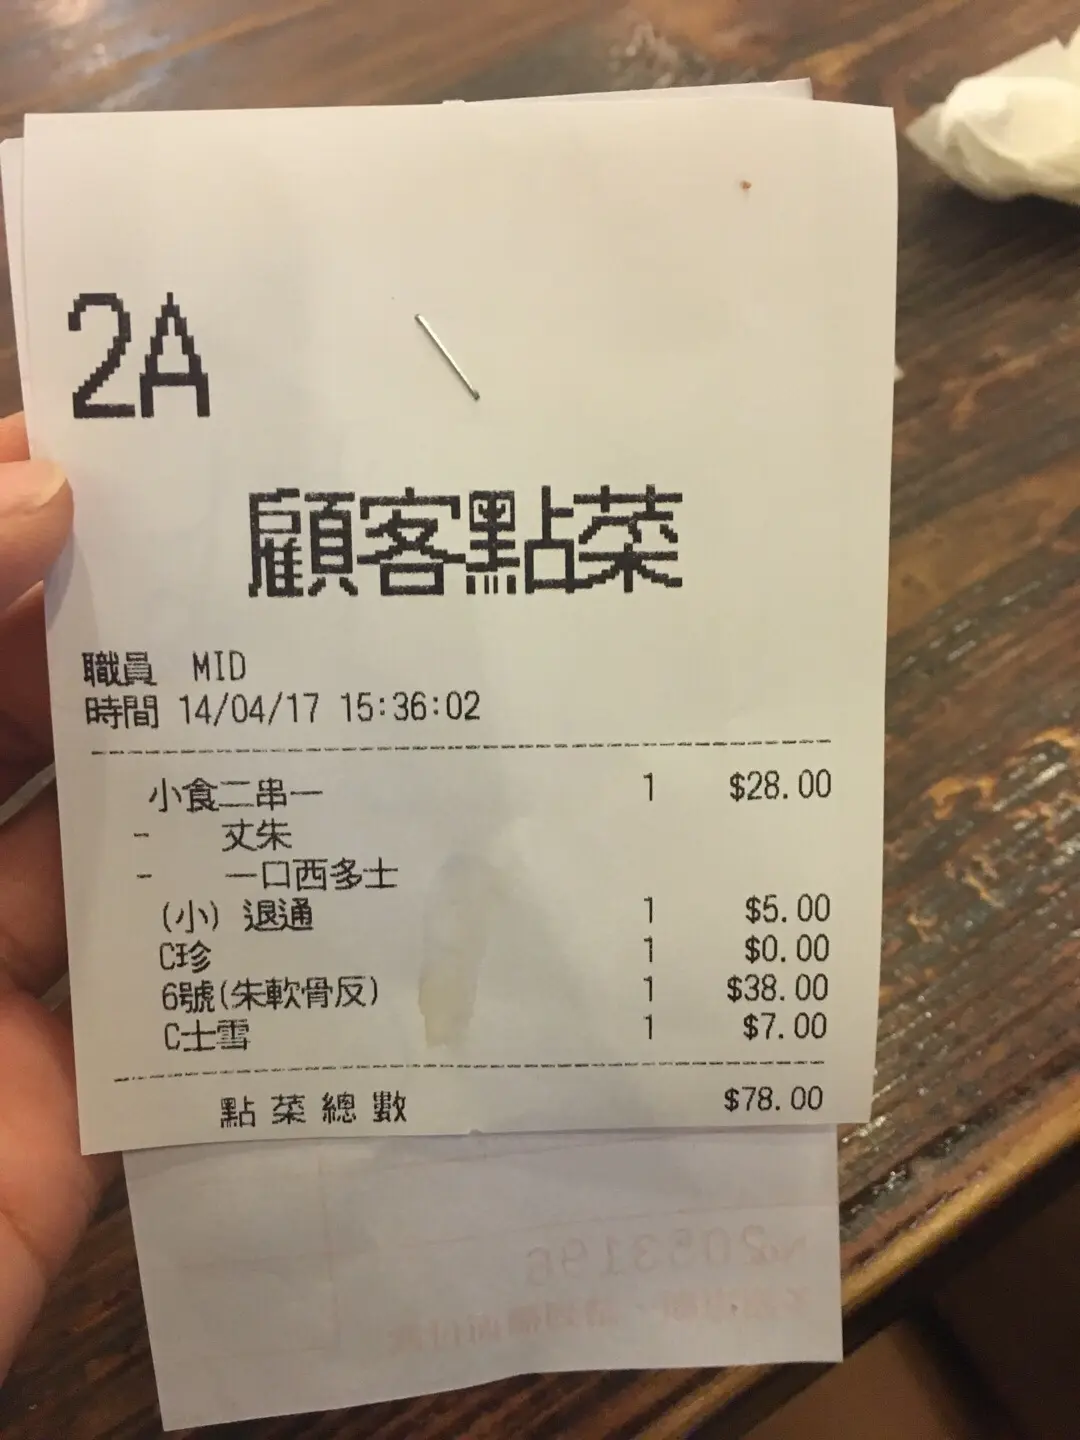 2A
顧客點菜
職員 MID
時間 14/04/17 15:36:02
小食二串一 1 $28.00
- 丈朱
- 一口西多士
(小) 退通 1 $5.00
C珍 1 $0.00
6號(朱軟骨反) 1 $38.00
C士雪 1 $7.00
點菜總數 $78.00
No2053196